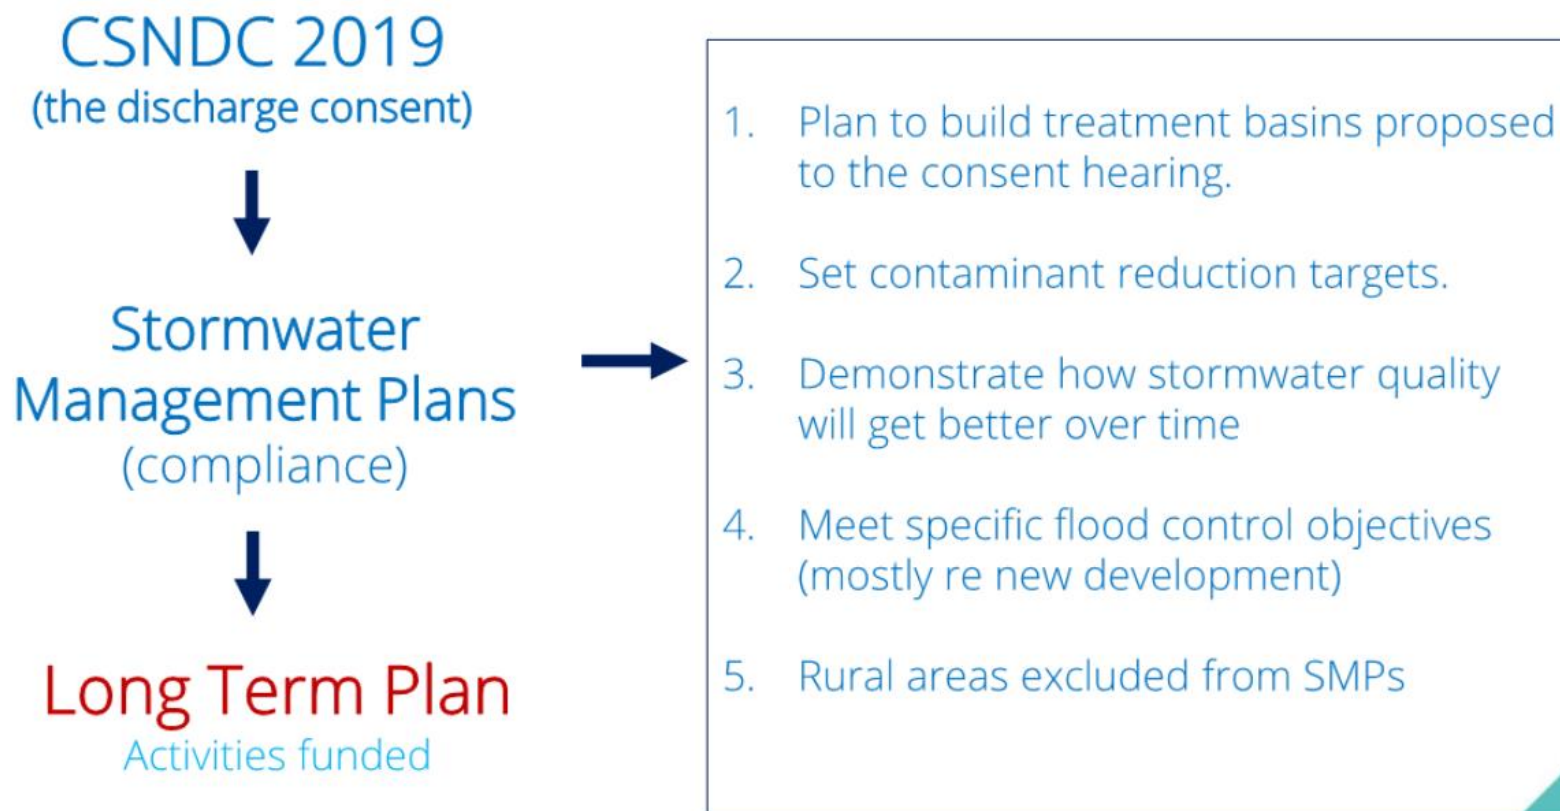 CSNDC 2019
(the discharge consent)
Stormwater
Management Plans
(compliance)
Long Term Plan
Activities funded
1. Plan to build treatment basins proposed
to the consent hearing.
2. Set contaminant reduction targets.
3. Demonstrate how stormwater quality
will get better over time
4. Meet specific flood control objectives
(mostly re new development)
5. Rural areas excluded from SMPs